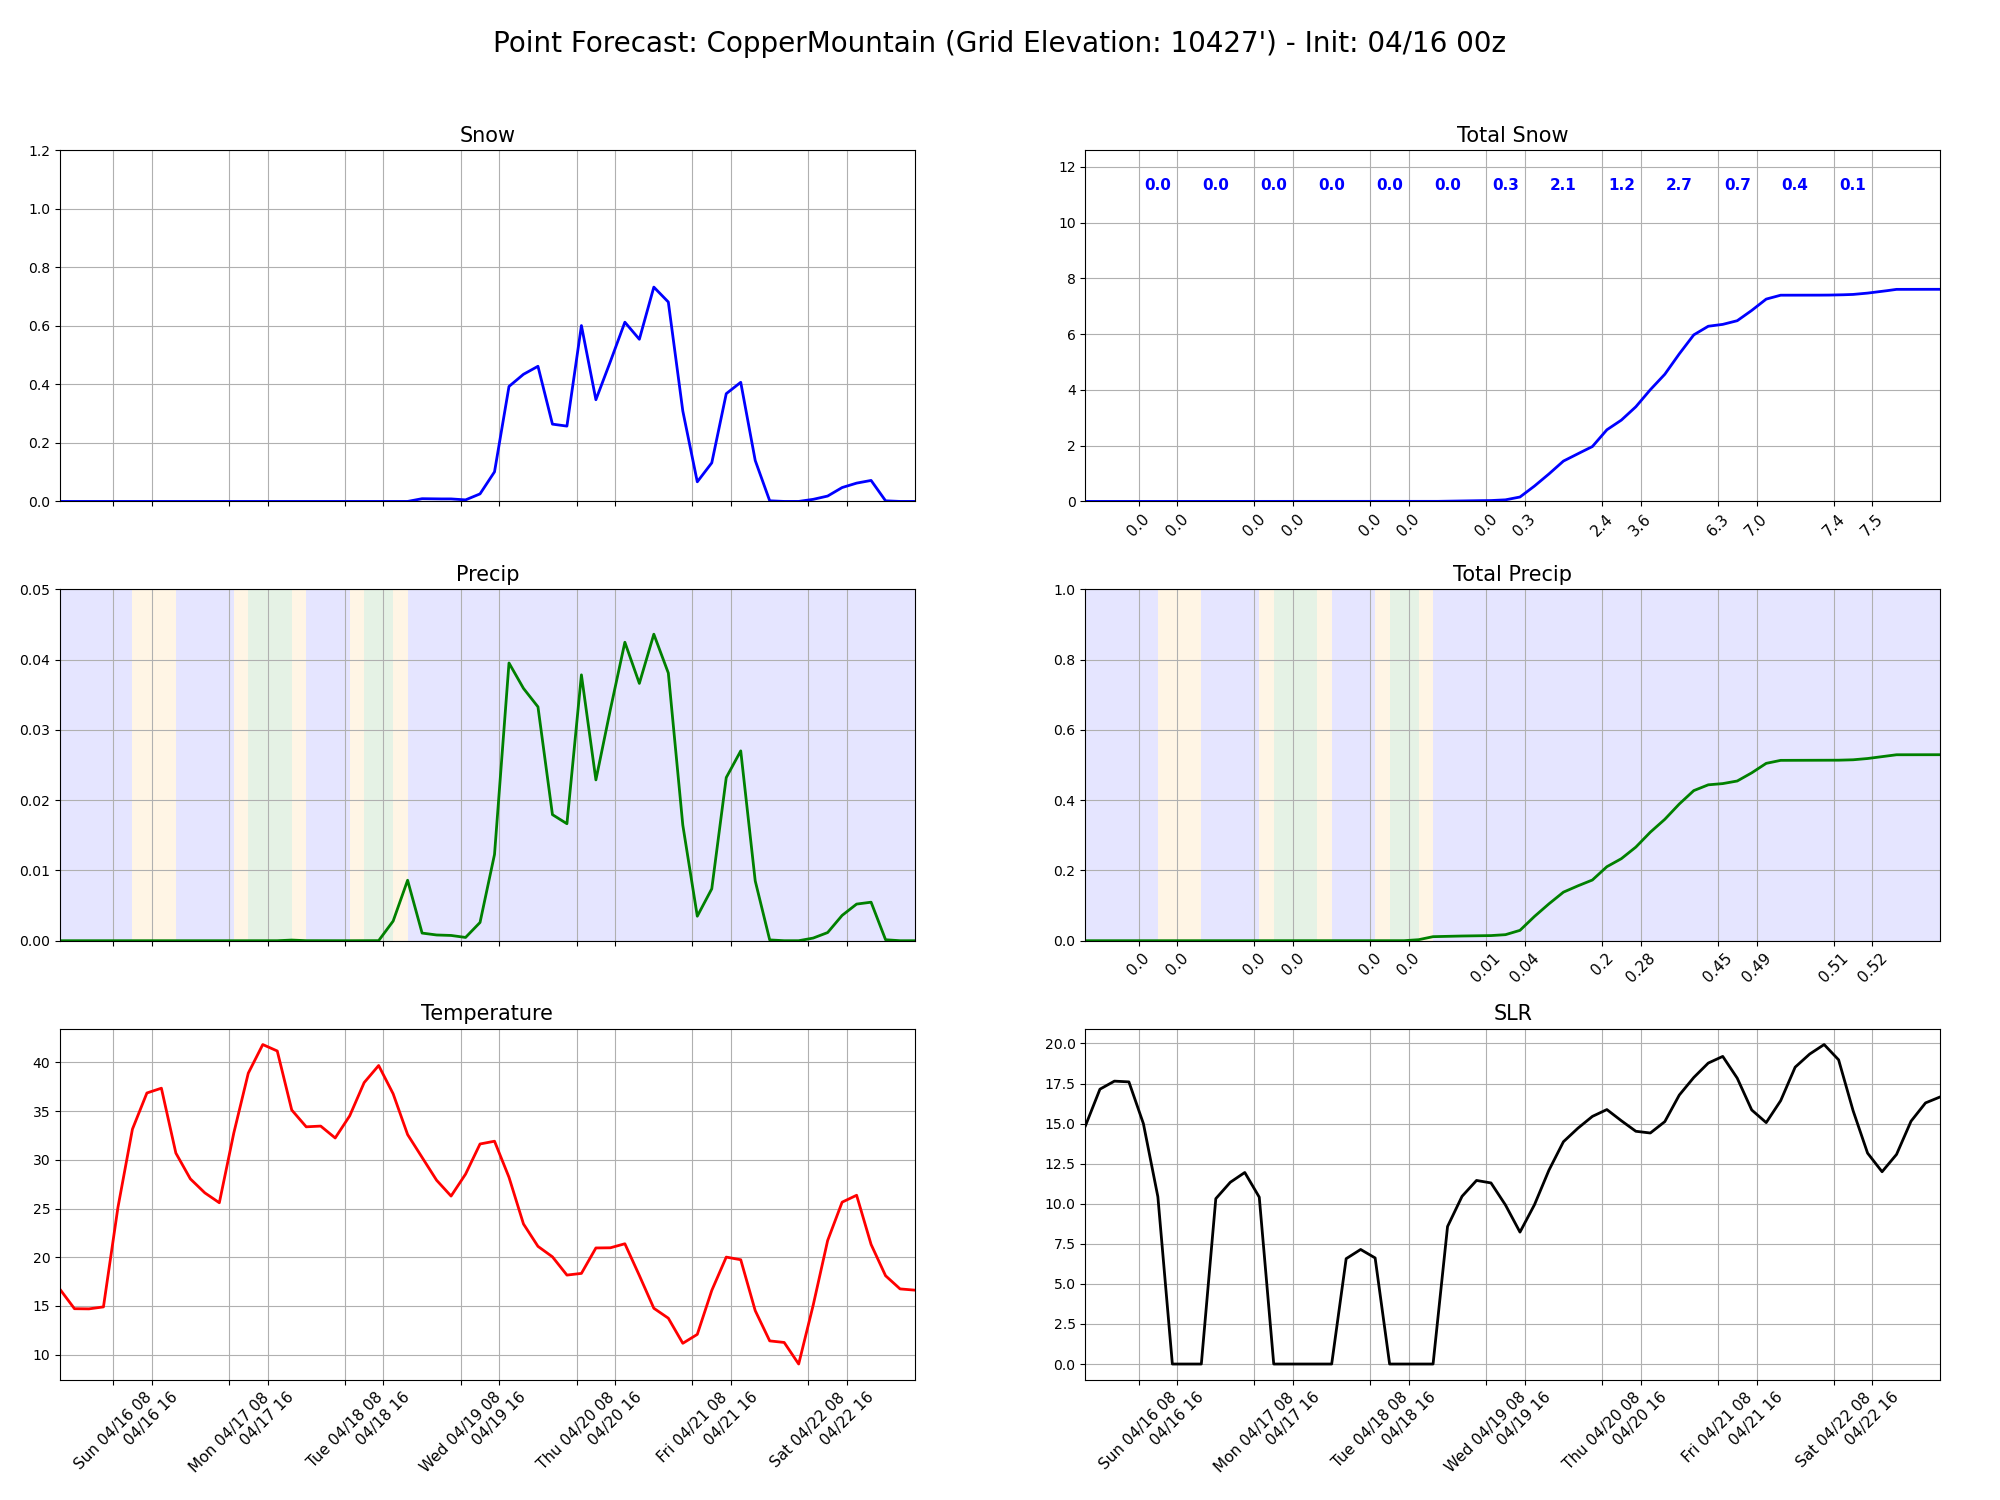 Point Forecast: CopperMountain (Grid Elevation: 10427') - Init: 04/16 00z
Snow
1.2
1.0
0.8
0.6
0.4
0.2
0.0
Total Snow
12
10
8
6
4
2
0
0.0 0.0 0.0 0.0 0.0 0.0 0.3 2.1 1.2 2.7 0.7 0.4 0.1
0.0 0.0 0.0 0.0 0.0 0.0 0.0 0.3 2.4 3.6 6.3 7.0 7.4 7.5
Precip
0.05
0.04
0.03
0.02
0.01
0.00
Total Precip
1.0
0.8
0.6
0.4
0.2
0.0
0.0 0.0 0.0 0.0 0.0 0.0 0.01 0.04 0.2 0.28 0.45 0.49 0.51 0.52
Temperature
40
35
30
25
20
15
10
Sun 04/16 08
04/16 16
Mon 04/17 08
04/17 16
Tue 04/18 08
04/18 16
Wed 04/19 08
04/19 16
Thu 04/20 08
04/20 16
Fri 04/21 08
04/21 16
Sat 04/22 08
04/22 16
SLR
20.0
17.5
15.0
12.5
10.0
7.5
5.0
2.5
0.0
Sun 04/16 08
04/16 16
Mon 04/17 08
04/17 16
Tue 04/18 08
04/18 16
Wed 04/19 08
04/19 16
Thu 04/20 08
04/20 16
Fri 04/21 08
04/21 16
Sat 04/22 08
04/22 16